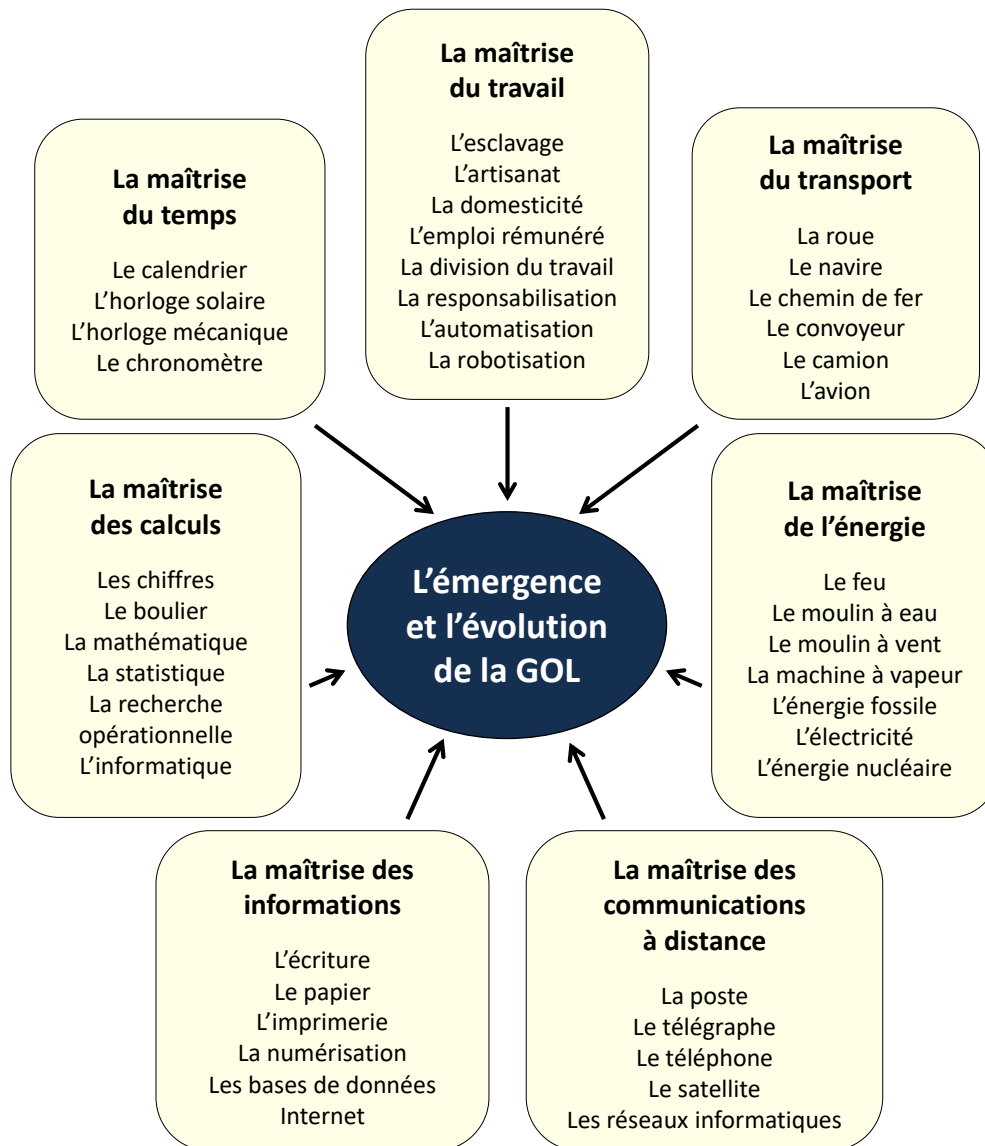 La maîtrise
du travail
L'esclavage
L'artisanat
La domesticité
L'emploi rémunéré
La division du travail
La responsabilisation
L'automatisation
La robotisation
La maîtrise
du temps
Le calendrier
L'horloge solaire
L'horloge mécanique
Le chronomètre
La maîtrise
du transport
La roue
Le navire
Le chemin de fer
Le convoyeur
Le camion
L'avion
La maîtrise
des calculs
Les chiffres
Le boulier
La mathématique
La statistique
La recherche
opérationnelle
L'informatique
L'émergence
et l'évolution
de la GOL
La maîtrise
de l'énergie
Le feu
Le moulin à eau
Le moulin à vent
La machine à vapeur
L'énergie fossile
L'électricité
L'énergie nucléaire
La maîtrise des
informations
L'écriture
Le papier
L'imprimerie
La numérisation
Les bases de données
Internet
La maîtrise des
communications
à distance
La poste
Le télégraphe
Le téléphone
Le satellite
Les réseaux informatiques